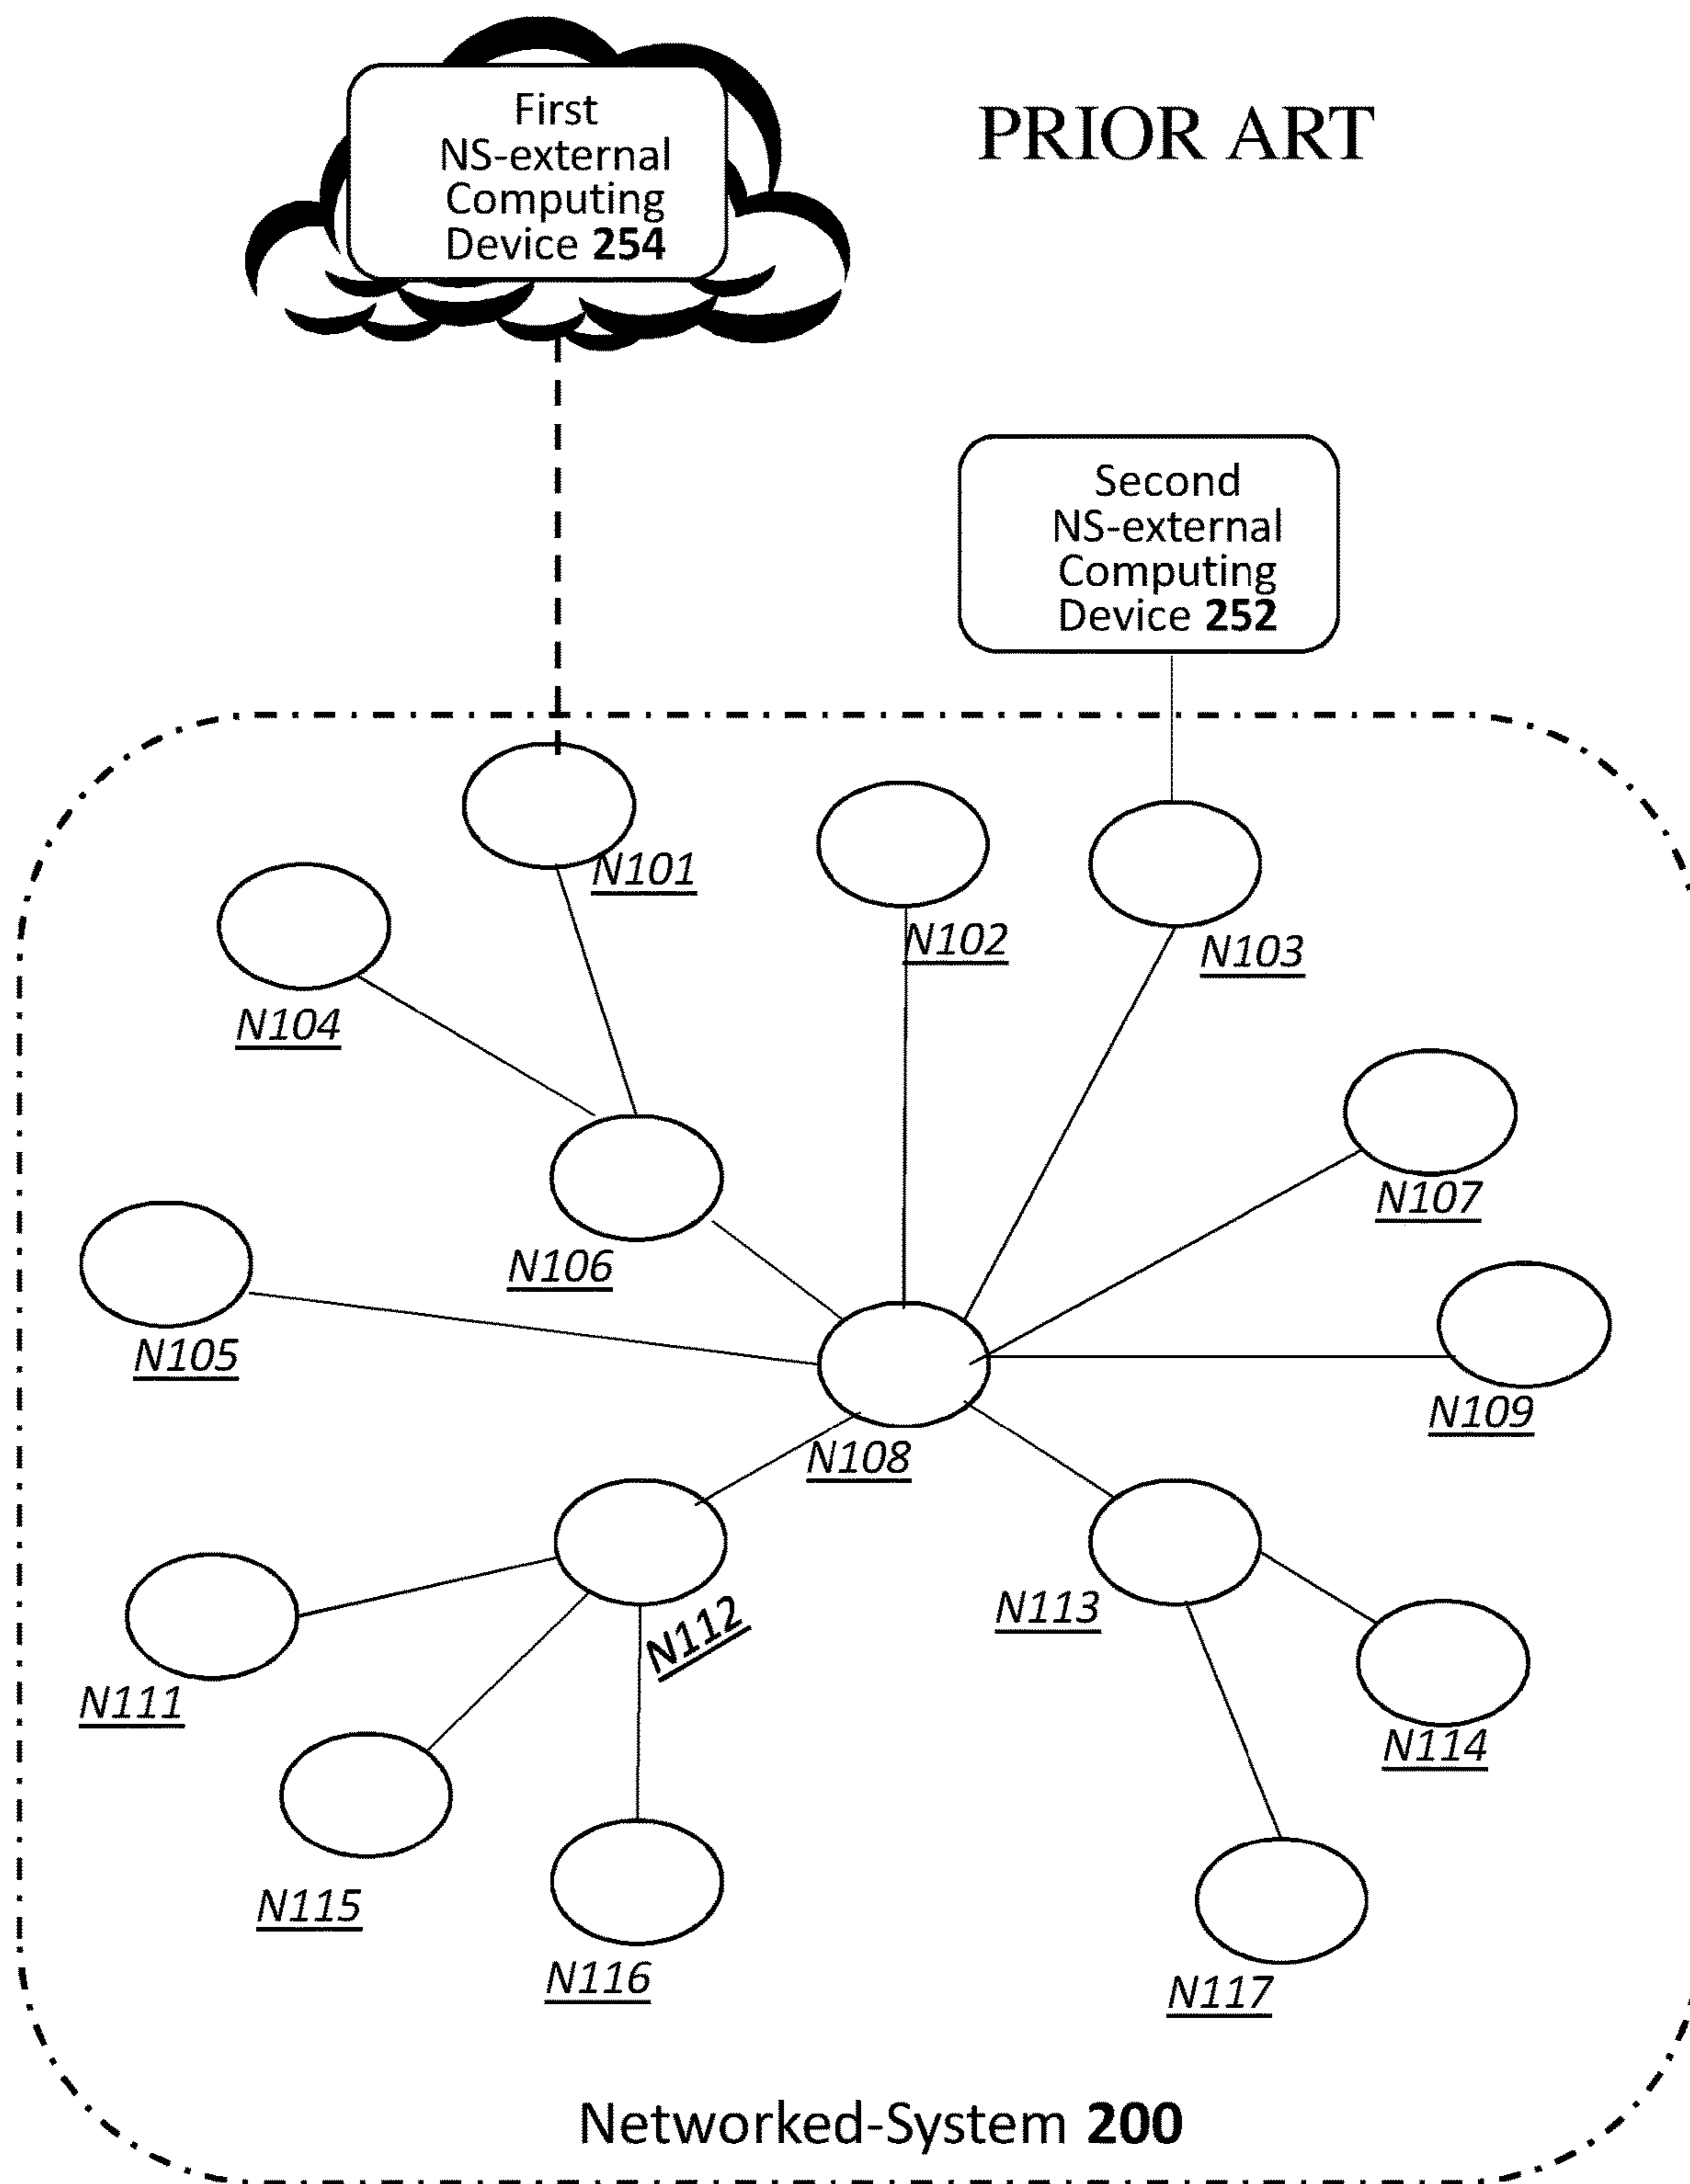 First
NS-external
Computing
Device 254
PRIOR ART
Second
NS-external
Computing
Device 252
N101
N102
N103
N104
N107
N106
N105
N109
N108
N112
N113
N111
N114
N115
N116
N117
Networked-System 200